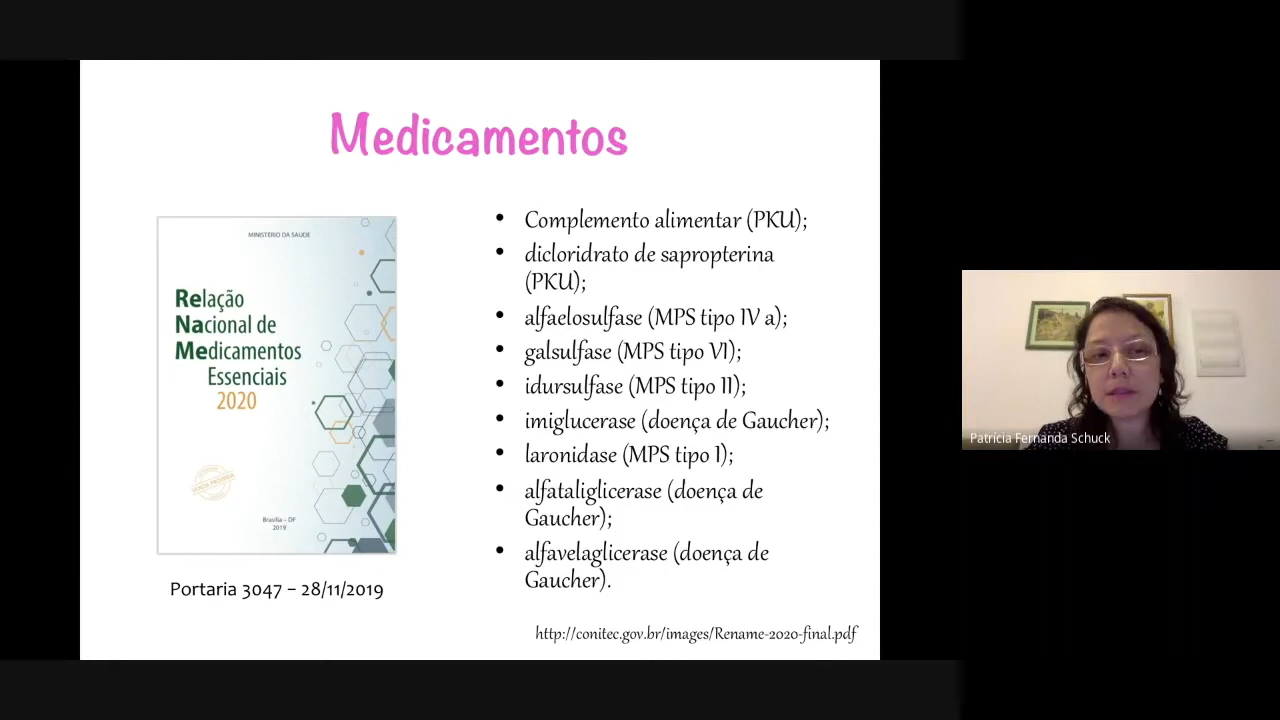 Medicamentos
MINISTÉRIO DA SAÚDE
Relação
Nacional de
Medicamentos
Essenciais
2020
Brasília – DF
2019
Portaria 3047 – 28/11/2019
• Complemento alimentar (PKU);
• dicloridrato de sapropterina
(PKU);
• alfaelosulfase (MPS tipo IV a);
• galsulfase (MPS tipo VI);
• idursulfase (MPS tipo II);
• imiglucerase (doença de Gaucher);
• laronidase (MPS tipo I);
• alfataliglicerase (doença de
Gaucher);
• alfavelaglicerase (doença de
Gaucher).
http://conitec.gov.br/images/Rename-2020-final.pdf
Patrícia Fernanda Schuck